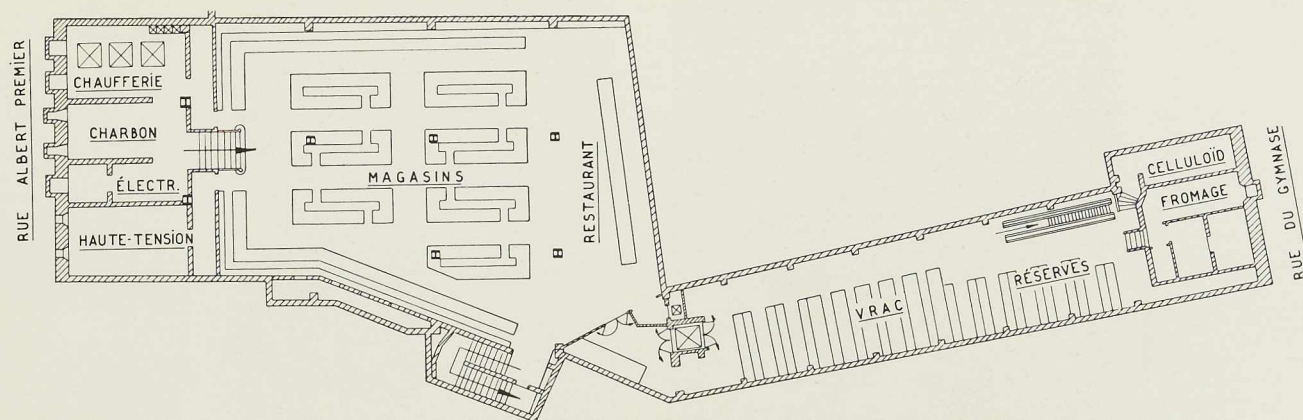 RUE ALBERT PREMIER
CHAUFFERIE
CHARBON
ÉLECTR.
HAUTE-TENSION
MAGASINS
RESTAURANT
VRAC
RÉSERVES
CELLULOÏD
FROMAGE
RUE DU GYMNASE